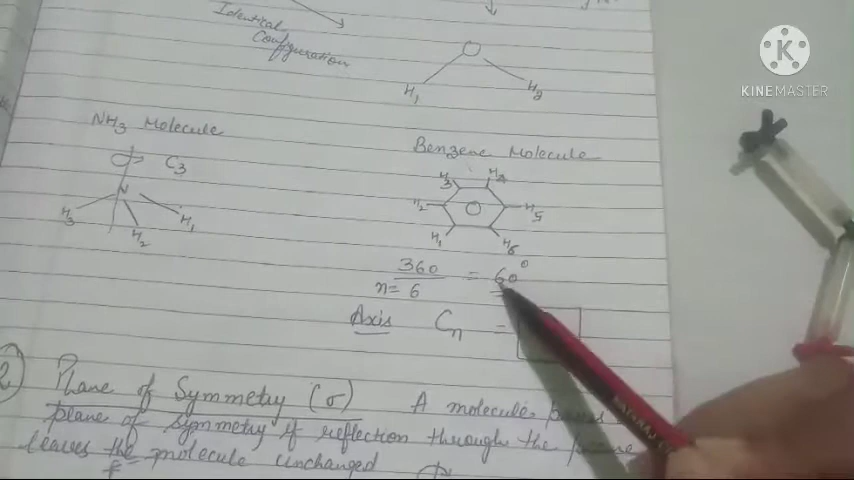 Identical
Configuration
O
H1 H2
NH3 Molecule
C3
N
H3 H2 H1
Benzene Molecule
H3 H4
H2 H5
H1 H6
360 = 60°
n= 6
Axis Cn =
2 Plane of Symmetry (σ) A molecule
plane of symmetry if reflection through the
leaves the molecule unchanged
K
KINEMASTER
NATARAJ